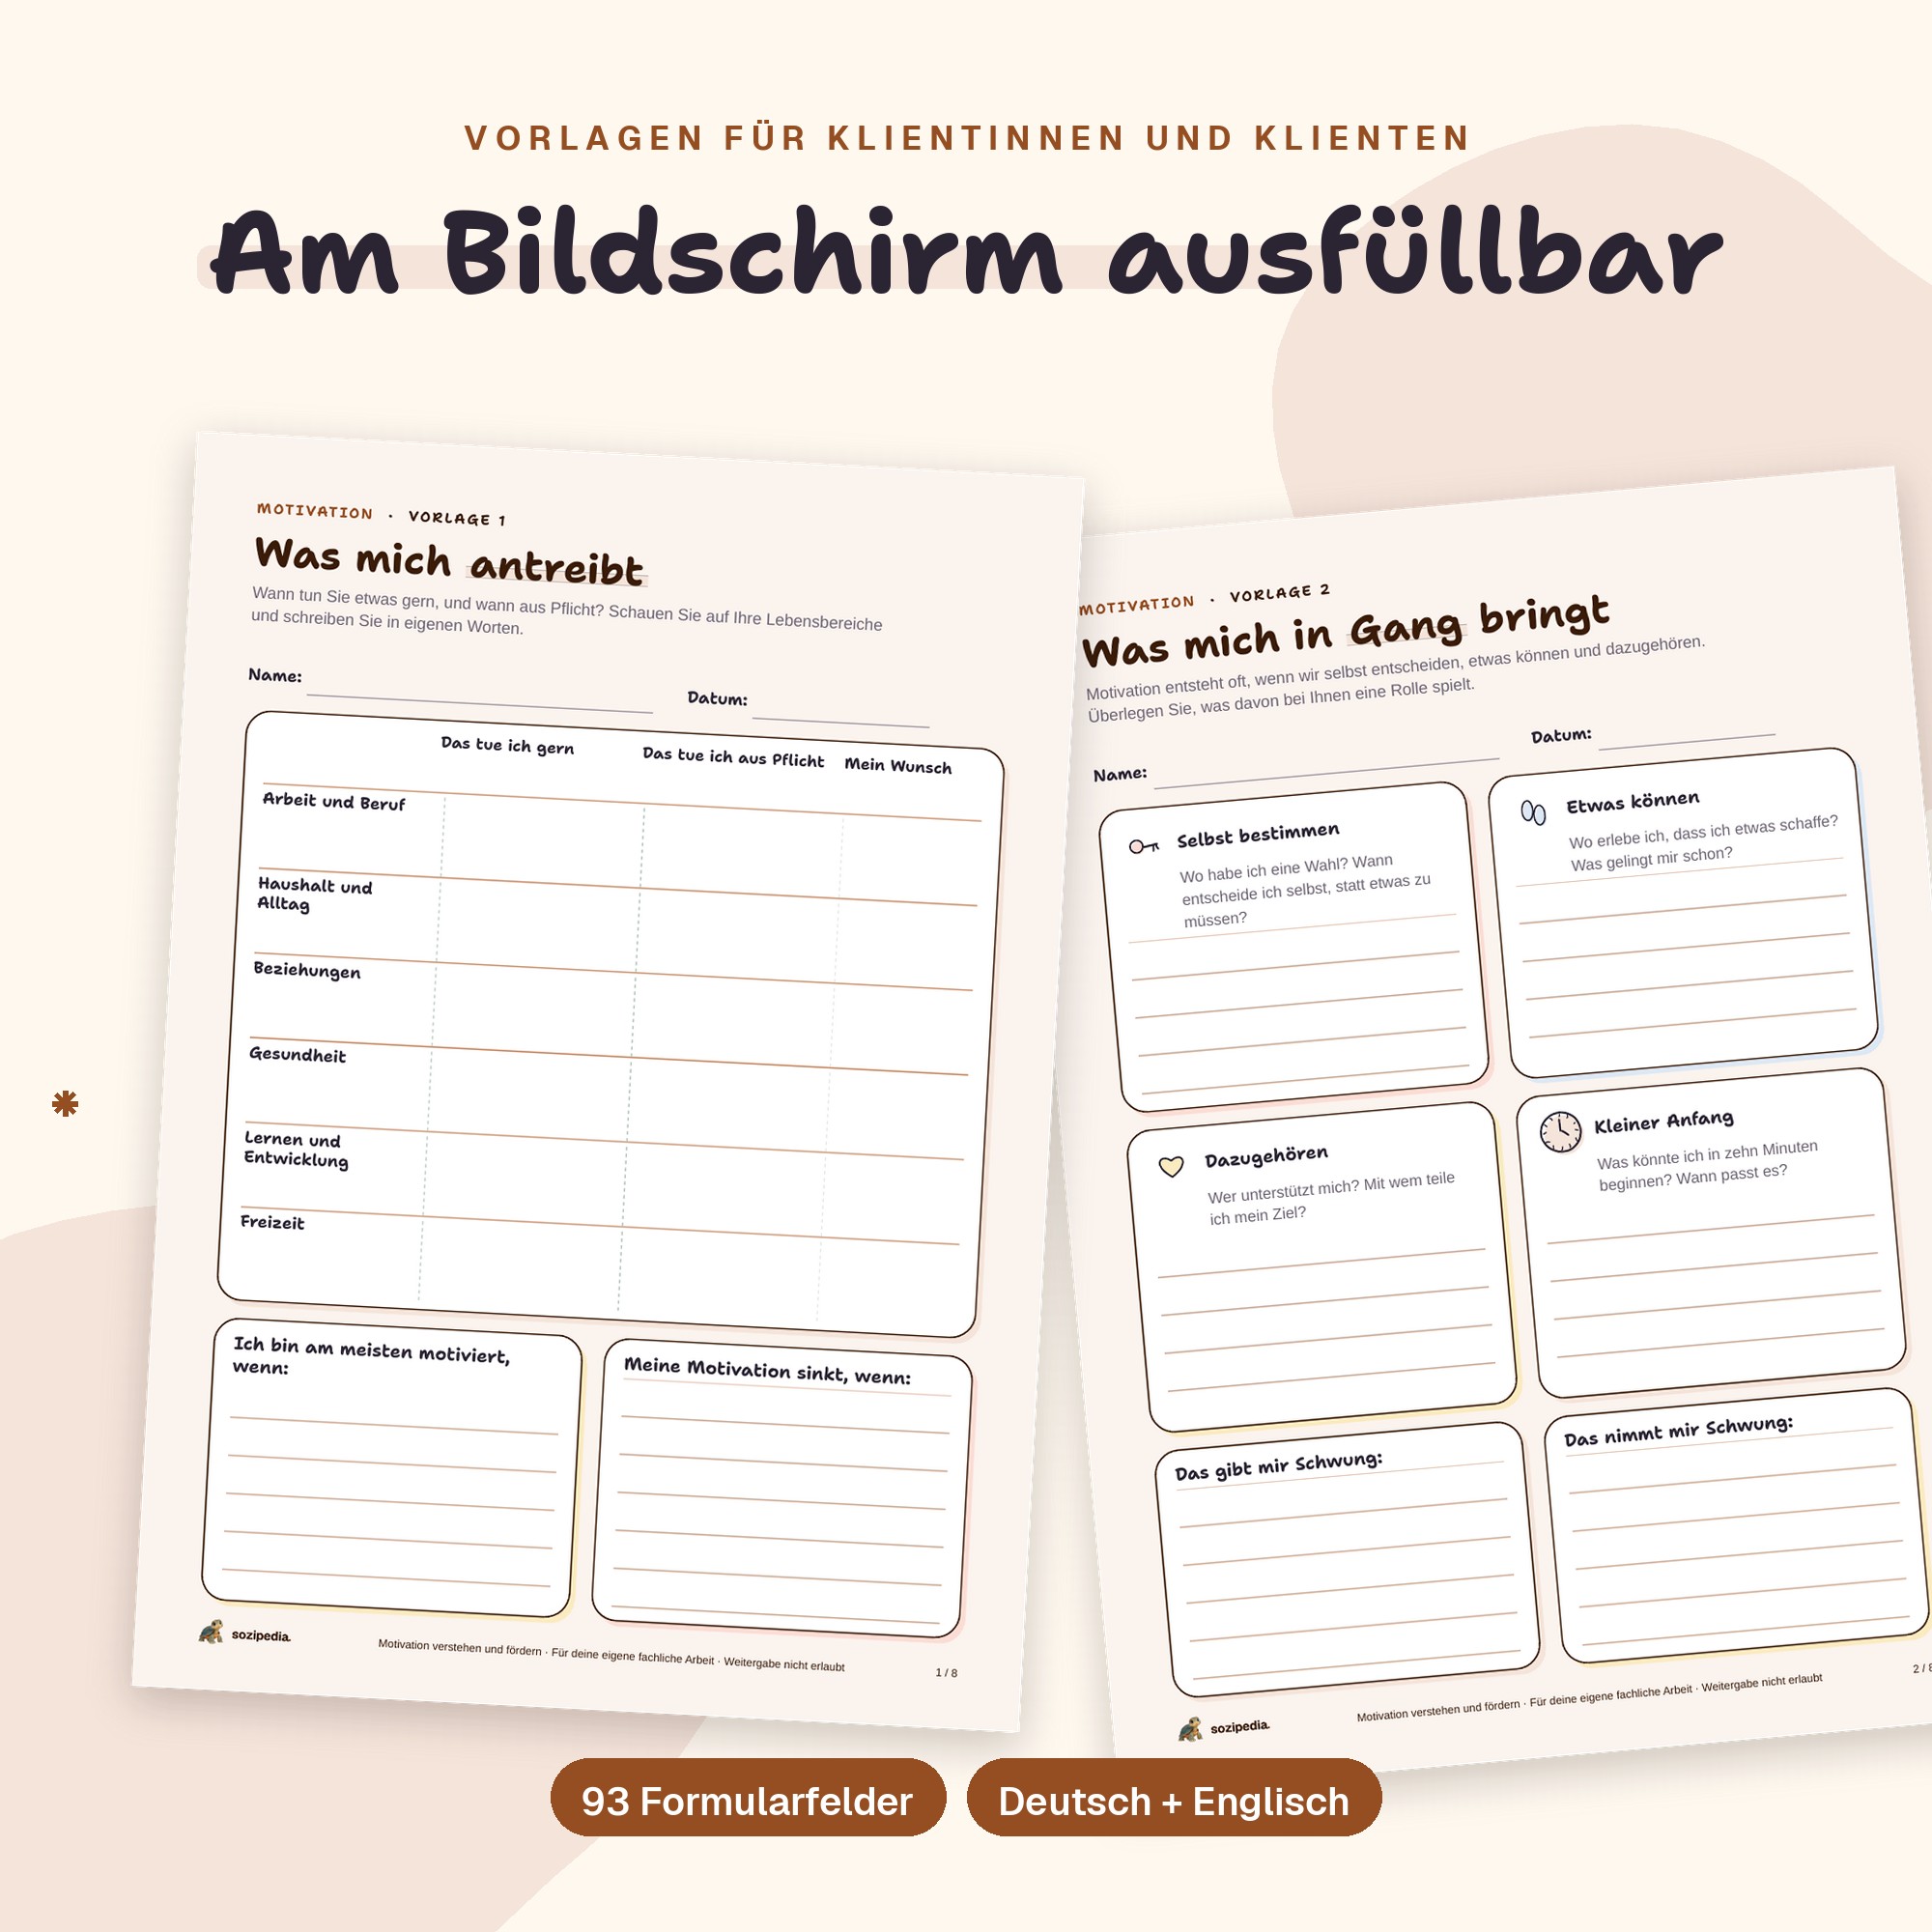 VORLAGEN FÜR KLIENTINNEN UND KLIENTEN
Am Bildschirm ausfüllbar
MOTIVATION · VORLAGE 1
Was mich antreibt
Wann tun Sie etwas gern, und wann aus Pflicht? Schauen Sie auf Ihre Lebensbereiche
und schreiben Sie in eigenen Worten.
Name:
Datum:
Das tue ich gern
Das tue ich aus Pflicht
Mein Wunsch
Arbeit und Beruf
Haushalt und
Alltag
Beziehungen
Gesundheit
Lernen und
Entwicklung
Freizeit
Ich bin am meisten motiviert,
wenn:
Meine Motivation sinkt, wenn:
sozipedia.
Motivation verstehen und fördern · Für deine eigene fachliche Arbeit · Weitergabe nicht erlaubt
1 / 8
MOTIVATION · VORLAGE 2
Was mich in Gang bringt
Motivation entsteht oft, wenn wir selbst entscheiden, etwas können und dazugehören.
Überlegen Sie, was davon bei Ihnen eine Rolle spielt.
Name:
Datum:
Selbst bestimmen
Wo habe ich eine Wahl? Wann
entscheide ich selbst, statt etwas zu
müssen?
Etwas können
Wo erlebe ich, dass ich etwas schaffe?
Was gelingt mir schon?
Dazugehören
Wer unterstützt mich? Mit wem teile
ich mein Ziel?
Kleiner Anfang
Was könnte ich in zehn Minuten
beginnen? Wann passt es?
Das gibt mir Schwung:
Das nimmt mir Schwung:
sozipedia.
Motivation verstehen und fördern · Für deine eigene fachliche Arbeit · Weitergabe nicht erlaubt
2 / 8
93 Formularfelder
Deutsch + Englisch